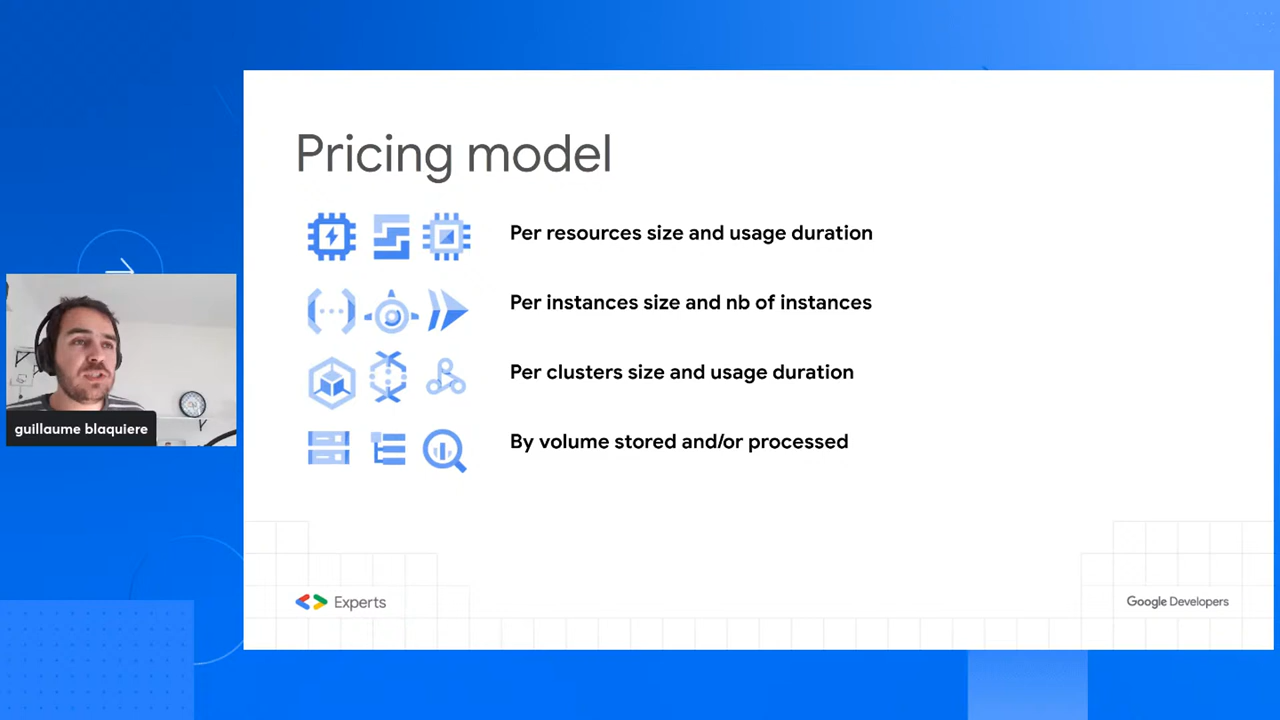 Pricing model
Per resources size and usage duration
Per instances size and nb of instances
Per clusters size and usage duration
By volume stored and/or processed
guillaume blaquiere
Experts
Google Developers